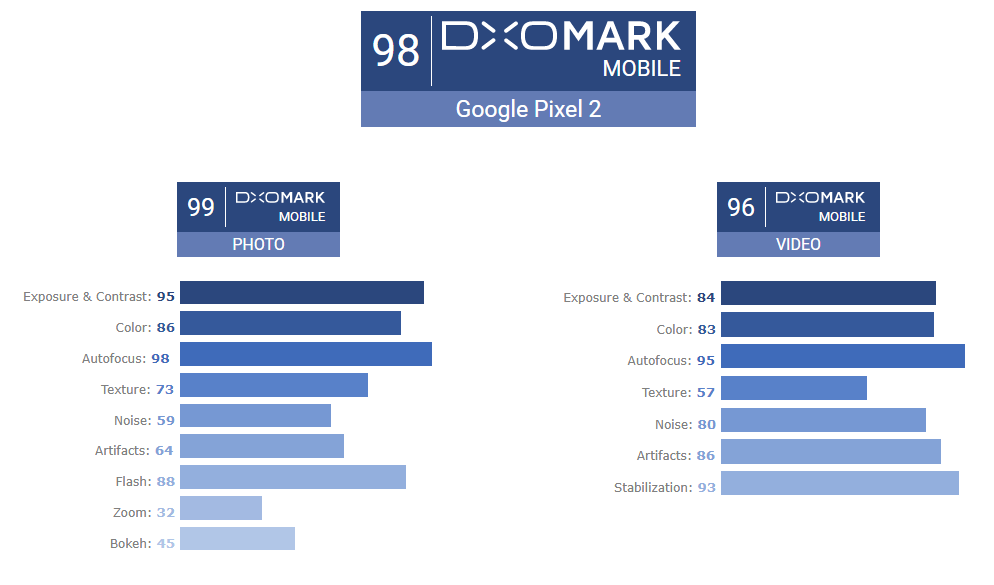 98 DXOMARK
MOBILE
Google Pixel 2
99 DXOMARK
MOBILE
PHOTO
Exposure & Contrast: 95
Color: 86
Autofocus: 98
Texture: 73
Noise: 59
Artifacts: 64
Flash: 88
Zoom: 32
Bokeh: 45
96 DXOMARK
MOBILE
VIDEO
Exposure & Contrast: 84
Color: 83
Autofocus: 95
Texture: 57
Noise: 80
Artifacts: 86
Stabilization: 93